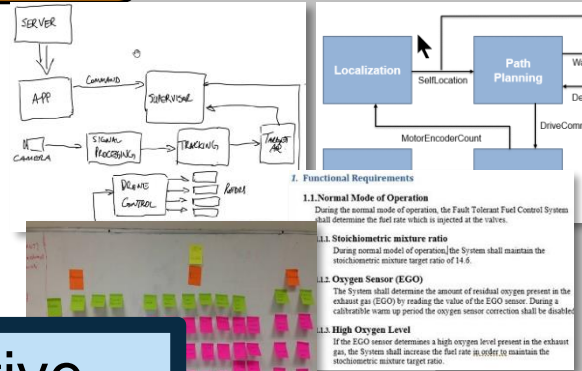 SERVER
APP
COMMAND
SUPERVISOR
CAMERA
SIGNAL
PROCESSING
TRACKING
TARGET
DRONE
CONTROL
ROTORS
Localization
SelfLocation
Path
Planning
Wa
De
DriveComm
MotorEncoderCount
1. Functional Requirements
1.1.Normal Mode of Operation
During the normal mode of operation, the Fault Tolerant Fuel Control System
shall determine the fuel rate which is injected at the valves.
1.1.1. Stoichiometric mixture ratio
During normal model of operation, the System shall maintain the
stoichiometric mixture target ratio of 14.6.
1.1.2. Oxygen Sensor (EGO)
The System shall determine the amount of residual oxygen present in the
exhaust gas (EGO) by reading the value of the EGO sensor. During a
calibratible warm up period the oxygen sensor correction shall be disabled
1.1.3. High Oxygen Level
If the EGO sensor determines a high oxygen level present in the exhaust
gas, the System shall increase the fuel rate in order to maintain the
stochiometric mixture target ratio.
tive